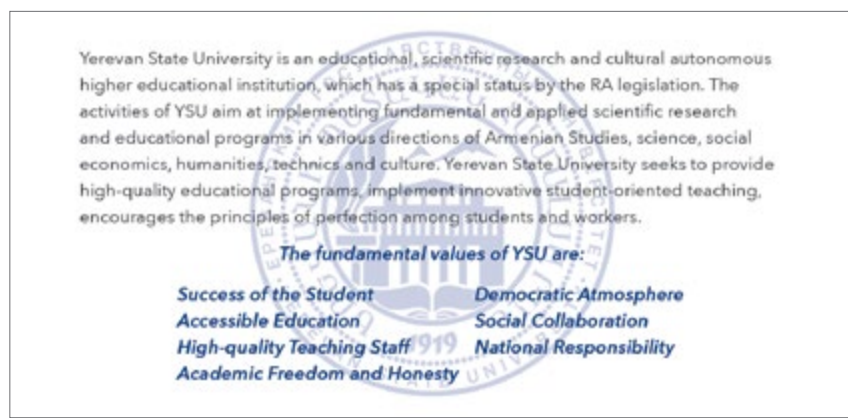 Yerevan State University is an educational, scientific research and cultural autonomous
higher educational institution, which has a special status by the RA legislation. The
activities of YSU aim at implementing fundamental and applied scientific research
and educational programs in various directions of Armenian Studies, science, social
economics, humanities, technics and culture. Yerevan State University seeks to provide
high-quality educational programs, implement innovative student-oriented teaching,
encourages the principles of perfection among students and workers.
The fundamental values of YSU are:
Success of the Student
Accessible Education
High-quality Teaching Staff
Academic Freedom and Honesty
Democratic Atmosphere
Social Collaboration
National Responsibility
1919